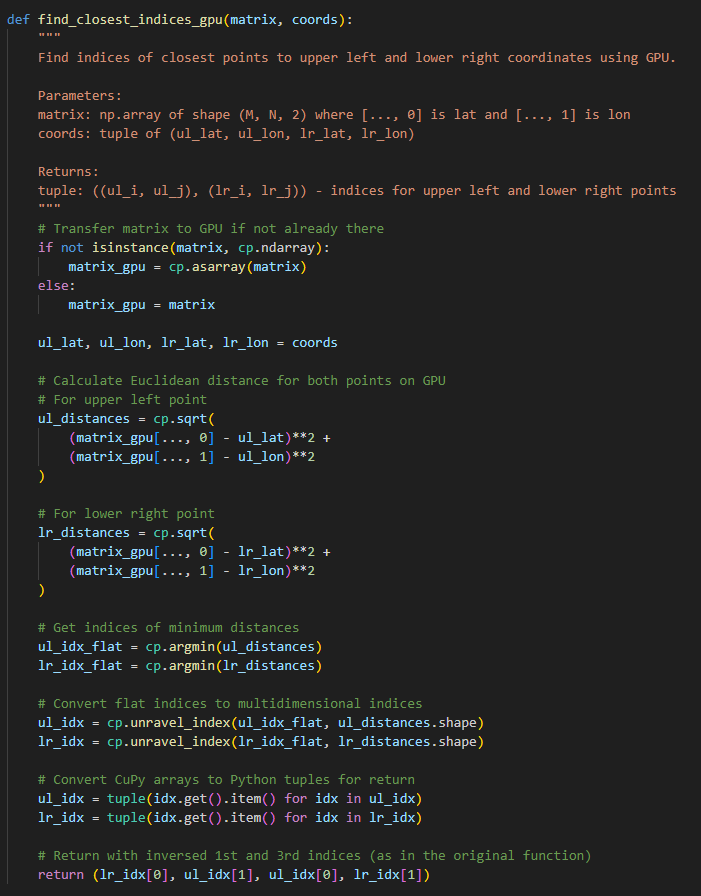 def find_closest_indices_gpu(matrix, coords):
    """
    Find indices of closest points to upper left and lower right coordinates using GPU.

    Parameters:
    matrix: np.array of shape (M, N, 2) where [..., 0] is lat and [..., 1] is lon
    coords: tuple of (ul_lat, ul_lon, lr_lat, lr_lon)

    Returns:
    tuple: ((ul_i, ul_j), (lr_i, lr_j)) - indices for upper left and lower right points
    """
    # Transfer matrix to GPU if not already there
    if not isinstance(matrix, cp.ndarray):
        matrix_gpu = cp.asarray(matrix)
    else:
        matrix_gpu = matrix

    ul_lat, ul_lon, lr_lat, lr_lon = coords

    # Calculate Euclidean distance for both points on GPU
    # For upper left point
    ul_distances = cp.sqrt(
        (matrix_gpu[..., 0] - ul_lat)**2 +
        (matrix_gpu[..., 1] - ul_lon)**2
    )

    # For lower right point
    lr_distances = cp.sqrt(
        (matrix_gpu[..., 0] - lr_lat)**2 +
        (matrix_gpu[..., 1] - lr_lon)**2
    )

    # Get indices of minimum distances
    ul_idx_flat = cp.argmin(ul_distances)
    lr_idx_flat = cp.argmin(lr_distances)

    # Convert flat indices to multidimensional indices
    ul_idx = cp.unravel_index(ul_idx_flat, ul_distances.shape)
    lr_idx = cp.unravel_index(lr_idx_flat, lr_distances.shape)

    # Convert CuPy arrays to Python tuples for return
    ul_idx = tuple(idx.get().item() for idx in ul_idx)
    lr_idx = tuple(idx.get().item() for idx in lr_idx)

    # Return with inversed 1st and 3rd indices (as in the original function)
    return (lr_idx[0], ul_idx[1], ul_idx[0], lr_idx[1])